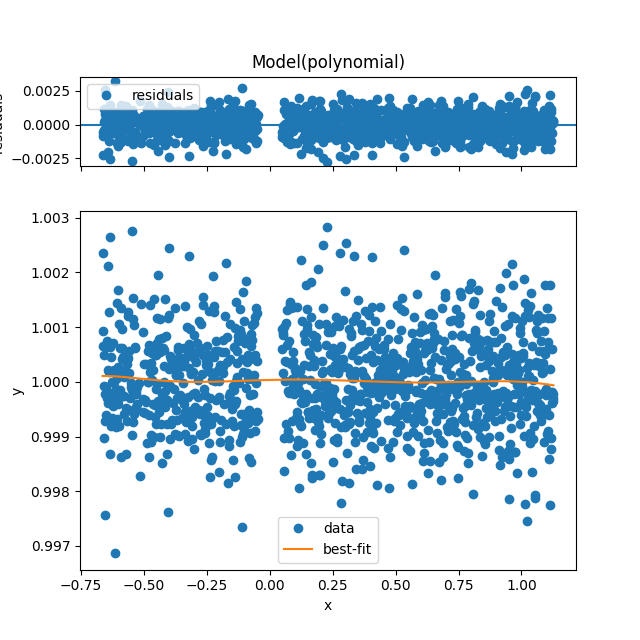 Model(polynomial)
0.0025
0.0000
−0.0025
residuals
residuals
1.003
1.002
1.001
1.000
0.999
0.998
0.997
y
data
best-fit
−0.75 −0.50 −0.25 0.00 0.25 0.50 0.75 1.00
x